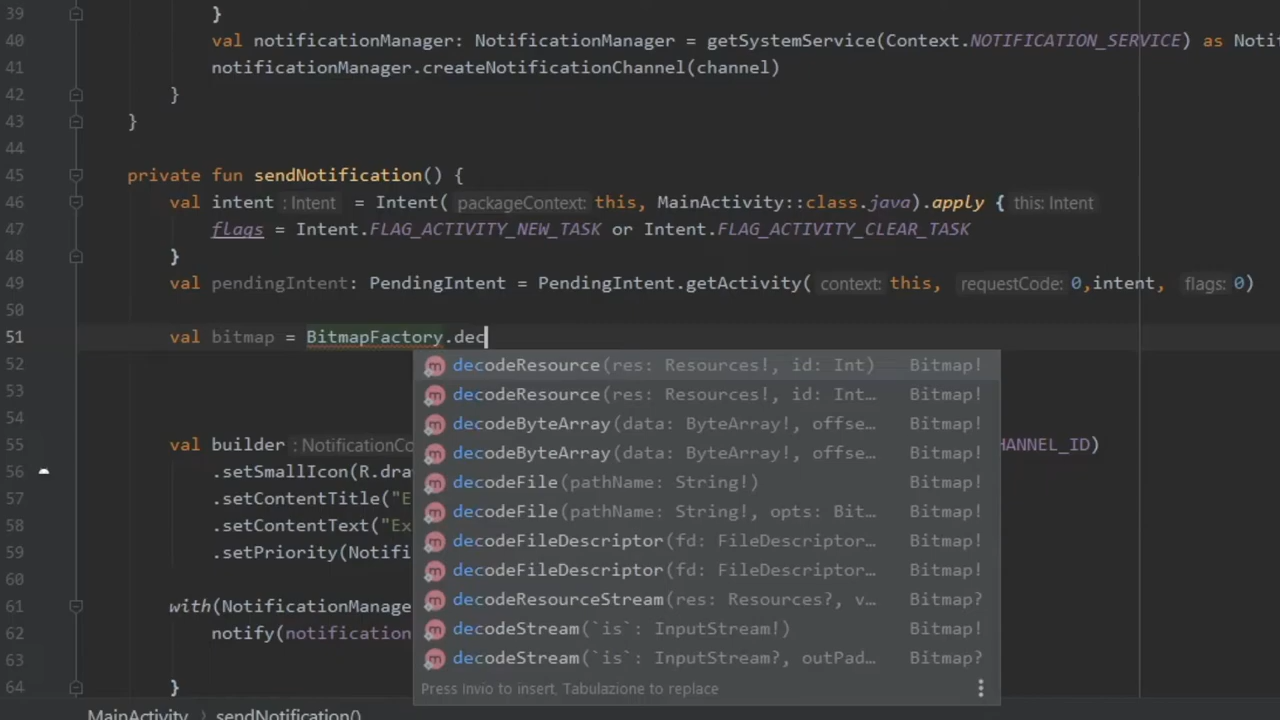 39 }
40 val notificationManager: NotificationManager = getSystemService(Context.NOTIFICATION_SERVICE) as Noti
41 notificationManager.createNotificationChannel(channel)
42 }
43 }
44
45 private fun sendNotification() {
46 val intent : Intent = Intent( packageContext: this, MainActivity::class.java).apply { this: Intent
47 flags = Intent.FLAG_ACTIVITY_NEW_TASK or Intent.FLAG_ACTIVITY_CLEAR_TASK
48 }
49 val pendingIntent: PendingIntent = PendingIntent.getActivity( context: this, requestCode: 0,intent, flags: 0)
50
51 val bitmap = BitmapFactory.dec
52 decodeResource(res: Resources!, id: Int) Bitmap!
53 decodeResource(res: Resources!, id: Int… Bitmap!
54 decodeByteArray(data: ByteArray!, offse… Bitmap!
55 val builder : NotificationCo HANNEL_ID)
decodeByteArray(data: ByteArray!, offse… Bitmap!
56 .setSmallIcon(R.dra
decodeFile(pathName: String!) Bitmap!
57 .setContentTitle("E
decodeFile(pathName: String!, opts: Bit… Bitmap!
58 .setContentText("Ex
decodeFileDescriptor(fd: FileDescriptor… Bitmap!
59 .setPriority(Notifi
decodeFileDescriptor(fd: FileDescriptor… Bitmap!
60
decodeResourceStream(res: Resources?, v… Bitmap?
61 with(NotificationManage
decodeStream(`is`: InputStream!) Bitmap!
62 notify(notification
decodeStream(`is`: InputStream?, outPad… Bitmap?
63
64 }
Press Invio to insert, Tabulazione to replace
MainActivity › sendNotification()